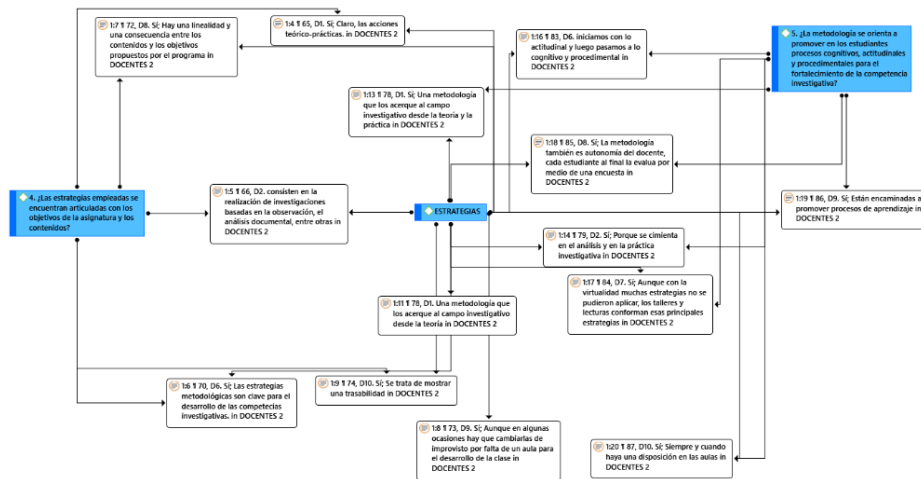 1:7 ¶ 72, D8. Sí; Hay una linealidad y
una consecuencia entre los
contenidos y los objetivos
propuestos por el programa in
DOCENTES 2
1:4 ¶ 65, D1. Sí; Claro, las acciones
teórico-prácticas. in DOCENTES 2
1:16 ¶ 83, D6. iniciamos con lo
actitudinal y luego pasamos a lo
cognitivo y procedimental in
DOCENTES 2
5. ¿La metodología se orienta a
promover en los estudiantes
procesos cognitivos, actitudinales
y procedimentales para el
fortalecimiento de la competencia
investigativa?
1:13 ¶ 78, D1. Sí; Una metodología
que los acerque al campo
investigativo desde la teoría y la
práctica in DOCENTES 2
1:18 ¶ 85, D8. Sí; La metodología
también es autonomía del docente,
cada estudiante al final la evalua por
medio de una encuesta in
DOCENTES 2
4. ¿Las estrategias empleadas se
encuentran articuladas con los
objetivos de la asignatura y los
contenidos?
1:5 ¶ 66, D2. consisten en la
realización de investigaciones
basadas en la observación, el
análisis documental, entre otras in
DOCENTES 2
ESTRATEGIAS
1:19 ¶ 86, D9. Sí; Están encaminadas a
promover procesos de aprendizaje in
DOCENTES 2
1:14 ¶ 79, D2. Sí; Porque se cimienta
en el análisis y en la práctica
investigativa in DOCENTES 2
1:17 ¶ 84, D7. Sí; Aunque con la
virtualidad muchas estrategias no se
pudieron aplicar, los talleres y
lecturas conforman esas principales
estrategias in DOCENTES 2
1:11 ¶ 78, D1. Una metodología que
los acerque al campo investigativo
desde la teoría in DOCENTES 2
1:6 ¶ 70, D6. Sí; Las estrategias
metodológicas son clave para el
desarrollo de las competecias
investigativas. in DOCENTES 2
1:9 ¶ 74, D10. Sí; Se trata de mostrar
una trasabilidad in DOCENTES 2
1:8 ¶ 73, D9. Sí; Aunque en algunas
ocasiones hay que cambiarlas de
improvisto por falta de un aula para
el desarrollo de la clase in
DOCENTES 2
1:20 ¶ 87, D10. Sí; Siempre y cuando
haya una disposición en las aulas in
DOCENTES 2